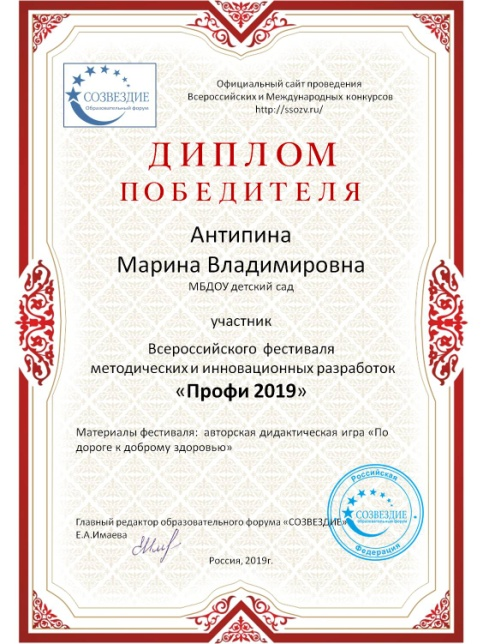 СОЗВЕЗДИЕ
Образовательный форум
Официальный сайт проведения
Всероссийских и Международных конкурсов
http://ssozv.ru/
ДИПЛОМ
ПОБЕДИТЕЛЯ
Антипина
Марина Владимировна
МБДОУ детский сад
участник
Всероссийского фестиваля
методических и инновационных разработок
«Профи 2019»
Материалы фестиваля: авторская дидактическая игра «По
дороге к доброму здоровью»
Российская
СОЗВЕЗДИЕ
Образовательный форум
Федерация
Главный редактор образовательного форума «СОЗВЕЗДИЕ»
Е.А.Имаева
Россия, 2019г.